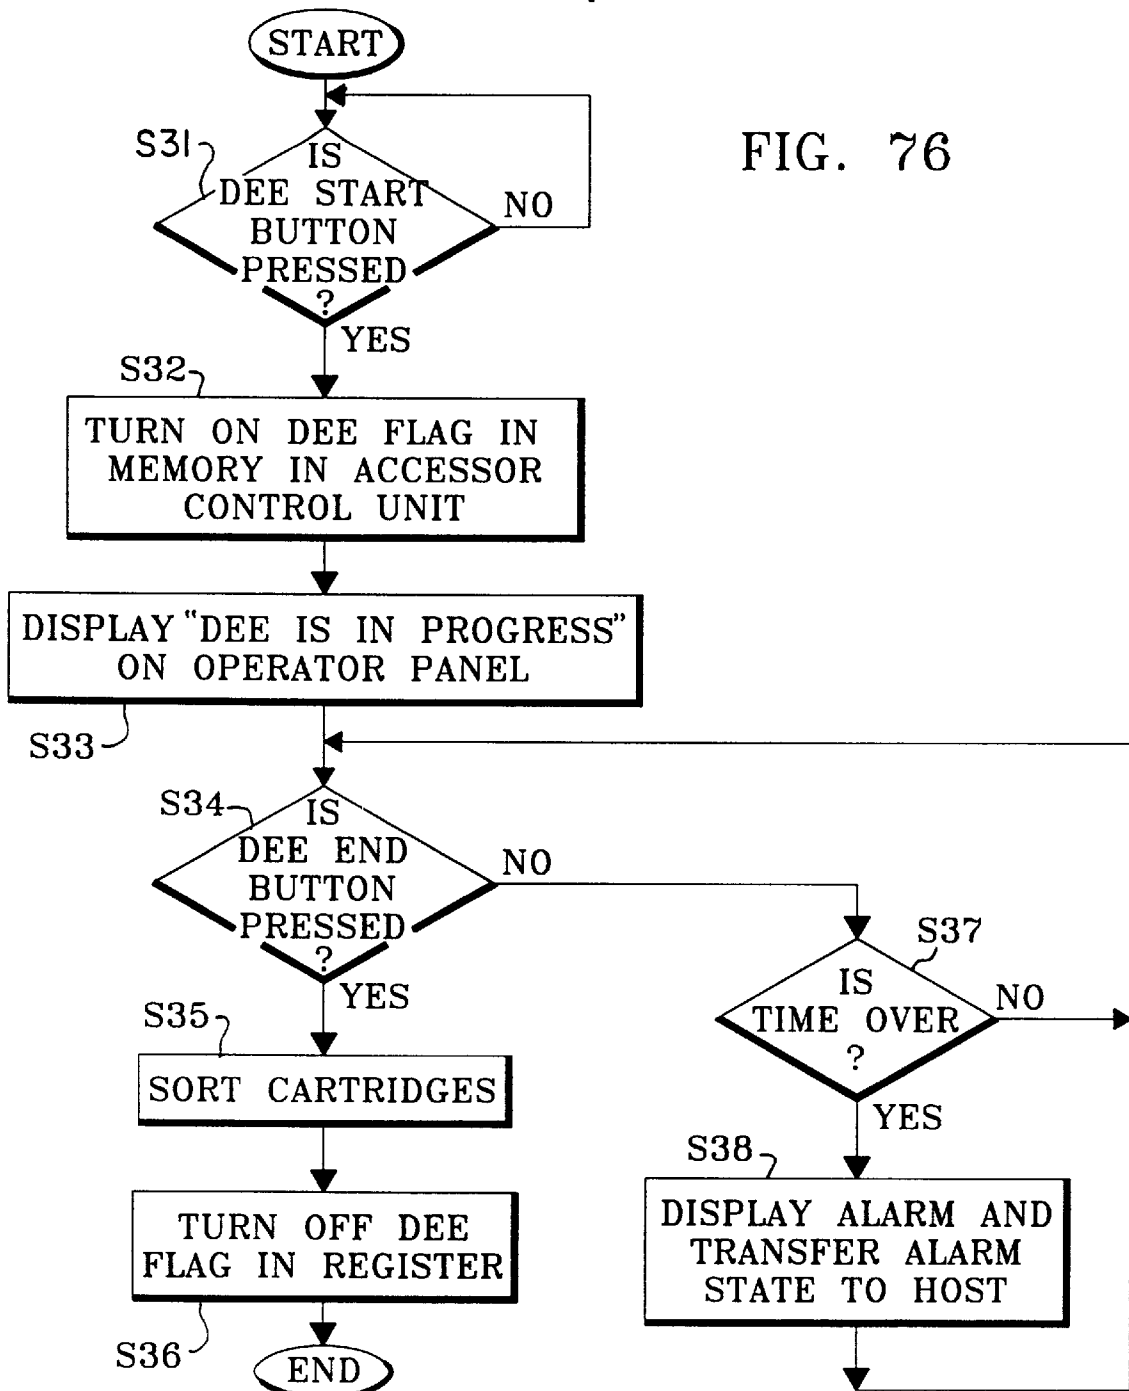 START
FIG. 76
S31
IS
DEE START
BUTTON
PRESSED
?
NO
YES
S32
TURN ON DEE FLAG IN
MEMORY IN ACCESSOR
CONTROL UNIT
DISPLAY "DEE IS IN PROGRESS"
ON OPERATOR PANEL
S33
S34
IS
DEE END
BUTTON
PRESSED
?
NO
YES
S35
SORT CARTRIDGES
TURN OFF DEE
FLAG IN REGISTER
S36
END
S37
IS
TIME OVER
?
NO
YES
S38
DISPLAY ALARM AND
TRANSFER ALARM
STATE TO HOST